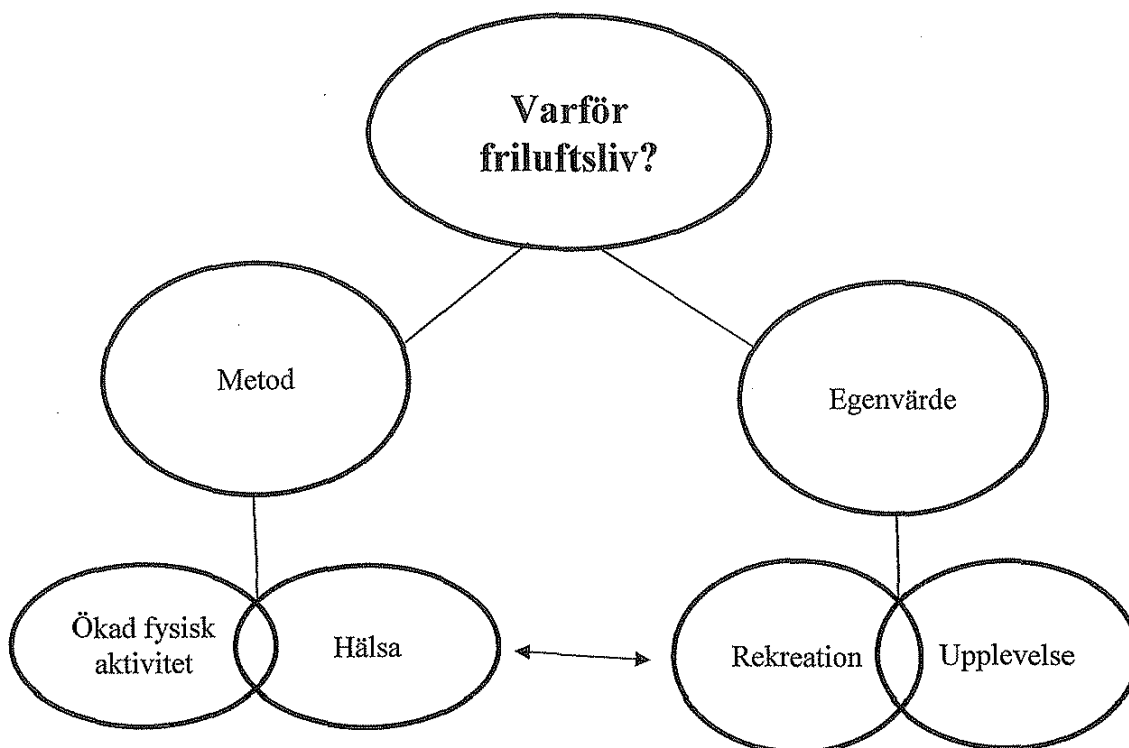 Varför
friluftsliv?
Metod
Egenvärde
Ökad fysisk
aktivitet
Hälsa
Rekreation
Upplevelse